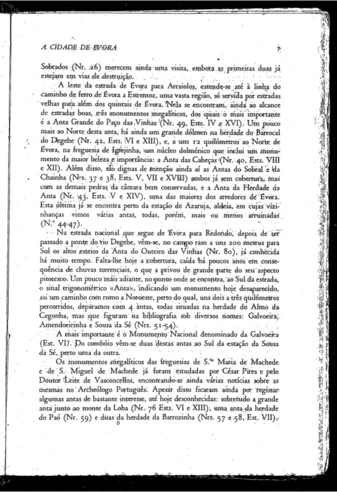 A CIDADE DE ÉVORA 7
Sobrados (Nr. 26) merecem ainda uma visita, embora as primeiras duas já
estejam em vias de destruição.
A leste da estrada de Évora para Arraiolos, estende-se até à linha do
caminho de ferro de Évora a Estremoz, uma vasta região, só servida por estradas
velhas para além dos quintais de Évora. Nela se encontram, ainda ao alcance
de estradas boas, três monumentos megalíticos, dos quais o mais importante
é a Anta Grande do Paço das Vinhas (Nr. 49, Ests. IV e XVI). Um pouco
mais ao Norte desta anta, há ainda um grande dólmen na herdade do Barrocal
do Degebe (Nr. 42, Ests. VI e XIII), e, a uns 12 quilómetros ao Norte de
Évora, na freguesia de Igrejinha, um núcleo dolménico que inclui um monu-
mento da maior beleza e importância: a Anta das Cabeças (Nr. 40, Ests. VIII
e XII). Além disso, são dignas de menção ainda aí as Antas do Sobral e da
Chainha (Nrs. 37 e 38, Ests. V, VII e XVIII) ambos já sem cobertura, mas
com as demais pedras da câmara bem conservadas, e a Anta da Herdade da
Anta (Nr. 43, Ests. V e XIV), uma das maiores dos arredores de Évora.
Esta última já se encontra perto da estação de Azaruja, aldeia, em cujas vizi-
nhanças vimos várias antas, todas, porém, mais ou menos arruinadas
(N.º 44-47).
Na estrada nacional que segue de Évora para Redondo, depois de ter
passado a ponte do rio Degebe, vêm-se, no campo raso a uns 200 metros para
Sul os altos esteios da Anta do Outeiro das Vinhas (Nr. 80), já conhecida
há muito tempo. Falta-lhe hoje a cobertura, caída há poucos anos em conse-
quência de chuvas torrenciais, o que a privou de grande parte do seu aspecto
pitoresco. Um pouco mais adiante, no ponto onde se encontra, ao Sul da estrada,
o sinal trigonométrico «Anta», indicando um monumento hoje desaparecido,
sai um caminho com rumo a Noroeste, perto do qual, uns dois a três quilómetros
percorridos, deparámos com 4 antas, todas situadas na herdade do Almo da
Cegonha, mas que figuram na bibliografia sob diversos nomes: Galvoeira,
Amendoeirinha e Sousa da Sé (Nrs. 51-54).
A mais importante é o Monumento Nacional denominado da Galvoeira
(Est. VI). Do combóio vêm-se duas destas antas ao Sul da estação da Sousa
da Sé, perto uma da outra.
Os monumentos megalíticos das freguesias de S.ta Maria de Machede
e de S. Miguel de Machede já foram estudadas por César Pires e pelo
Doutor Leite de Vasconcellos, encontrando-se ainda várias notícias sobre as
mesmas no Archeólogo Português. Apesar disso ficaram ainda por registar
algumas antas de bastante interesse, até hoje desconhecidas: sobretudo a grande
anta junto ao monte da Loba (Nr. 76 Ests. VI e XIII), uma anta da herdade
do Paó (Nr. 59) e duas da herdade da Barrozinha (Nrs. 57 e 58, Est. VII).